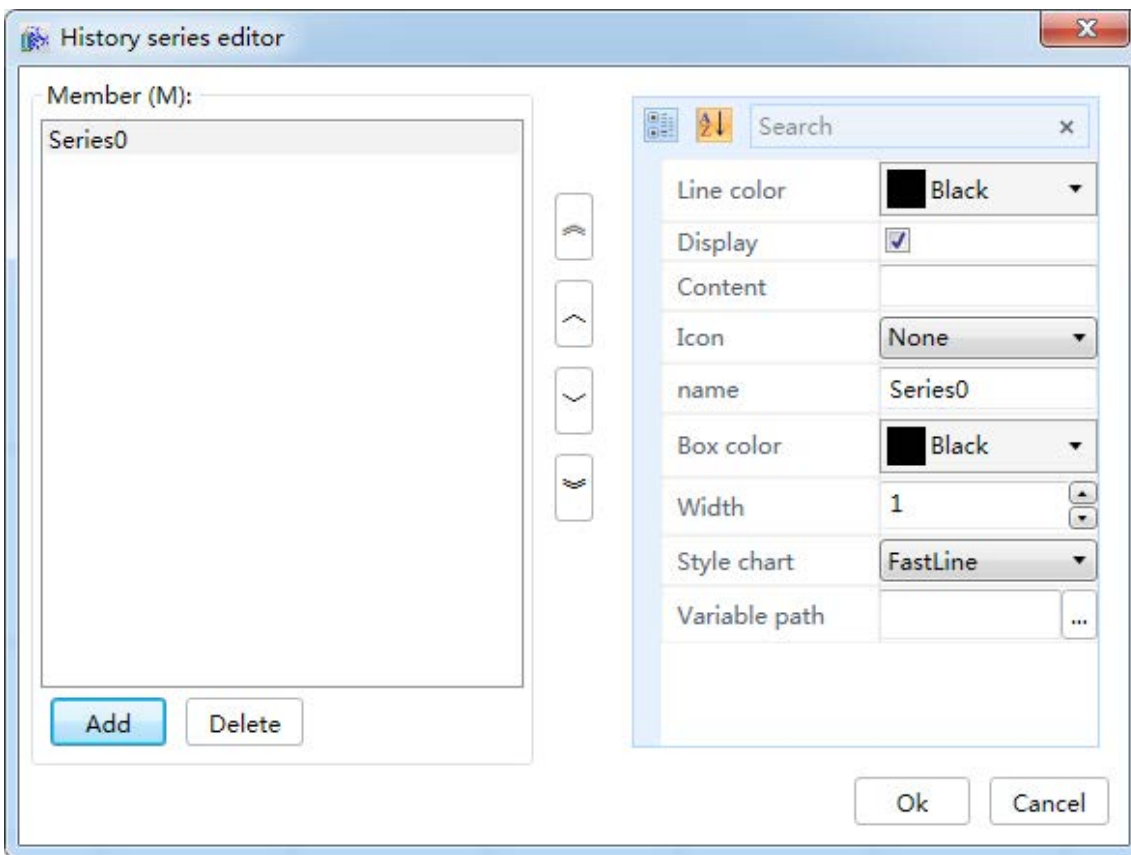 History series editor
Member (M):
Series0
Add
Delete
Search
Line color Black
Display
Content
Icon None
name Series0
Box color Black
Width 1
Style chart FastLine
Variable path ...
Ok
Cancel